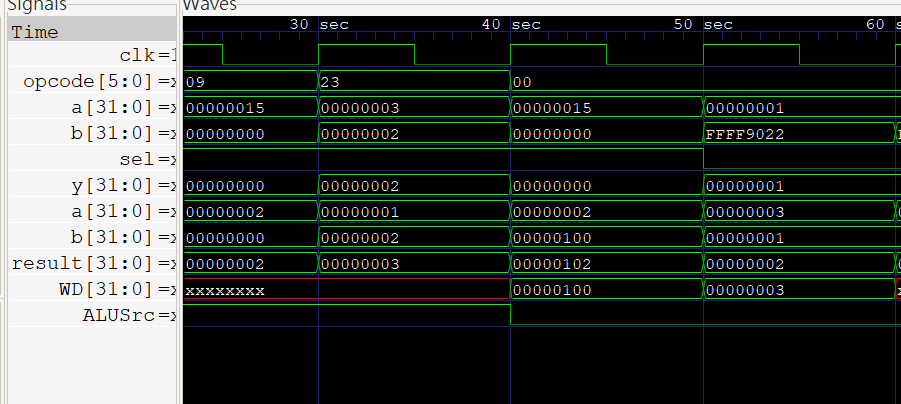 Signals Waves
Time 30 sec 40 sec 50 sec 60 s
clk=1
opcode[5:0]=x 09 23 00
a[31:0]=x 00000015 00000003 00000015 00000001
b[31:0]=x 00000000 00000002 00000000 FFFF9022
sel=x
y[31:0]=x 00000000 00000002 00000000 00000001
a[31:0]=x 00000002 00000001 00000002 00000003
b[31:0]=x 00000000 00000002 00000100 00000001
result[31:0]=x 00000002 00000003 00000102 00000002
WD[31:0]=x xxxxxxxx 00000100 00000003
ALUSrc=x